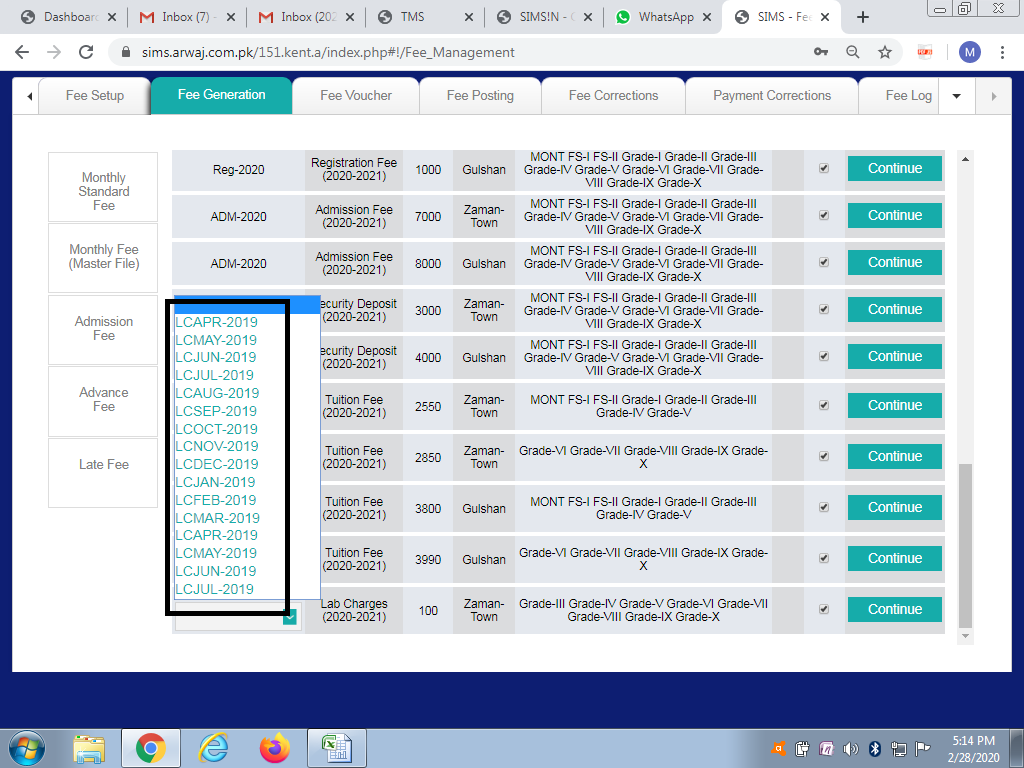 Dashboard
Inbox (7) -
Inbox (202
TMS
SIMS!N -
WhatsApp
SIMS - Fee
sims.arwaj.com.pk/151.kent.a/index.php#!/Fee_Management
M
Fee Setup
Fee Generation
Fee Voucher
Fee Posting
Fee Corrections
Payment Corrections
Fee Log
Monthly
Standard
Fee
Monthly Fee
(Master File)
Admission
Fee
Advance
Fee
Late Fee
Reg-2020
Registration Fee
(2020-2021)
1000
Gulshan
MONT FS-I FS-II Grade-I Grade-II Grade-III
Grade-IV Grade-V Grade-VI Grade-VII Grade-
VIII Grade-IX Grade-X
Continue
ADM-2020
Admission Fee
(2020-2021)
7000
Zaman-
Town
MONT FS-I FS-II Grade-I Grade-II Grade-III
Grade-IV Grade-V Grade-VI Grade-VII Grade-
VIII Grade-IX Grade-X
Continue
ADM-2020
Admission Fee
(2020-2021)
8000
Gulshan
MONT FS-I FS-II Grade-I Grade-II Grade-III
Grade-IV Grade-V Grade-VI Grade-VII Grade-
VIII Grade-IX Grade-X
Continue
ecurity Deposit
(2020-2021)
3000
Zaman-
Town
MONT FS-I FS-II Grade-I Grade-II Grade-III
Grade-IV Grade-V Grade-VI Grade-VII Grade-
VIII Grade-IX Grade-X
Continue
ecurity Deposit
(2020-2021)
4000
Gulshan
MONT FS-I FS-II Grade-I Grade-II Grade-III
Grade-IV Grade-V Grade-VI Grade-VII Grade-
VIII Grade-IX Grade-X
Continue
Tuition Fee
(2020-2021)
2550
Zaman-
Town
MONT FS-I FS-II Grade-I Grade-II Grade-III
Grade-IV Grade-V
Continue
Tuition Fee
(2020-2021)
2850
Zaman-
Town
Grade-VI Grade-VII Grade-VIII Grade-IX Grade-
X
Continue
Tuition Fee
(2020-2021)
3800
Gulshan
MONT FS-I FS-II Grade-I Grade-II Grade-III
Grade-IV Grade-V
Continue
Tuition Fee
(2020-2021)
3990
Gulshan
Grade-VI Grade-VII Grade-VIII Grade-IX Grade-
X
Continue
Lab Charges
(2020-2021)
100
Zaman-
Town
Grade-III Grade-IV Grade-V Grade-VI Grade-VII
Grade-VIII Grade-IX Grade-X
Continue
LCAPR-2019
LCMAY-2019
LCJUN-2019
LCJUL-2019
LCAUG-2019
LCSEP-2019
LCOCT-2019
LCNOV-2019
LCDEC-2019
LCJAN-2019
LCFEB-2019
LCMAR-2019
LCAPR-2019
LCMAY-2019
LCJUN-2019
LCJUL-2019
5:14 PM
2/28/2020